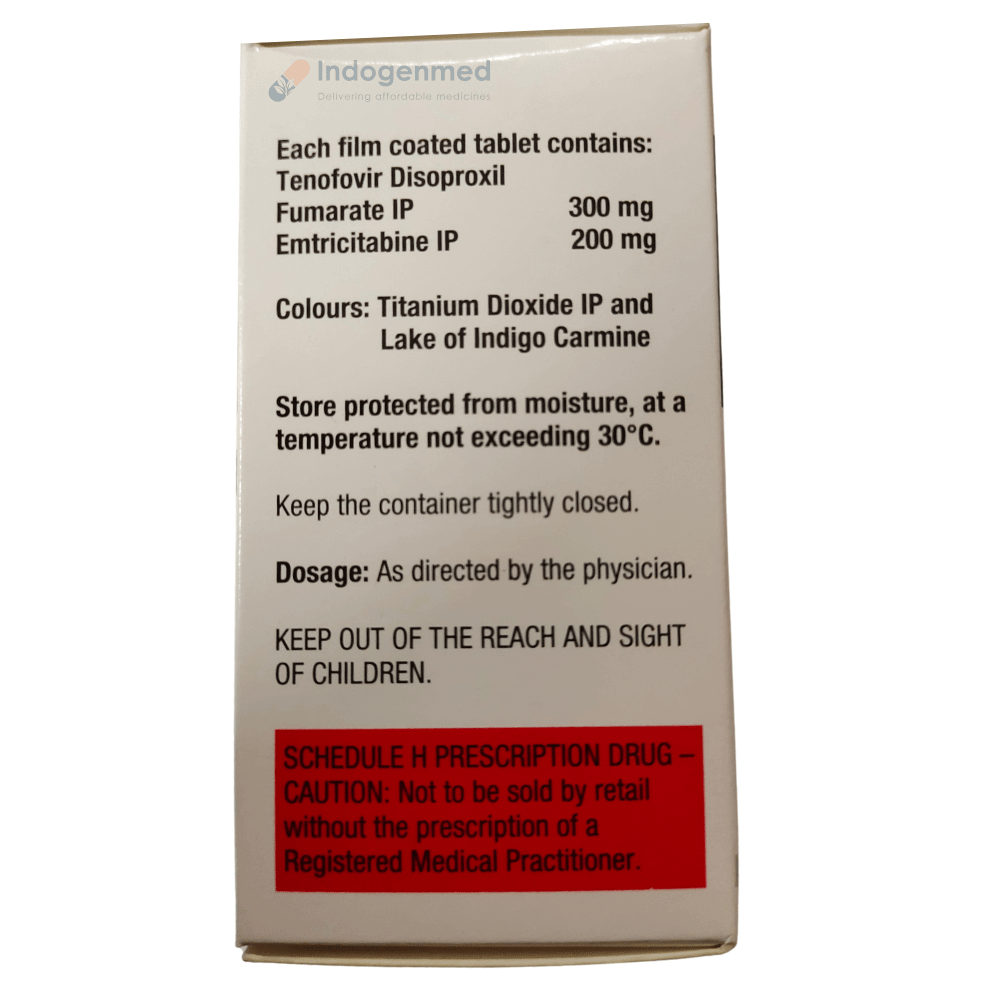 Indogenmed
Delivering affordable medicines
Each film coated tablet contains:
Tenofovir Disoproxil
Fumarate IP 300 mg
Emtricitabine IP 200 mg
Colours: Titanium Dioxide IP and
Lake of Indigo Carmine
Store protected from moisture, at a
temperature not exceeding 30°C.
Keep the container tightly closed.
Dosage: As directed by the physician.
KEEP OUT OF THE REACH AND SIGHT
OF CHILDREN.
SCHEDULE H PRESCRIPTION DRUG –
CAUTION: Not to be sold by retail
without the prescription of a
Registered Medical Practitioner.